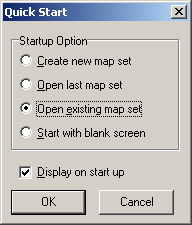 Quick Start
Startup Option
Create new map set
Open last map set
Open existing map set
Start with blank screen
Display on start up
OK Cancel